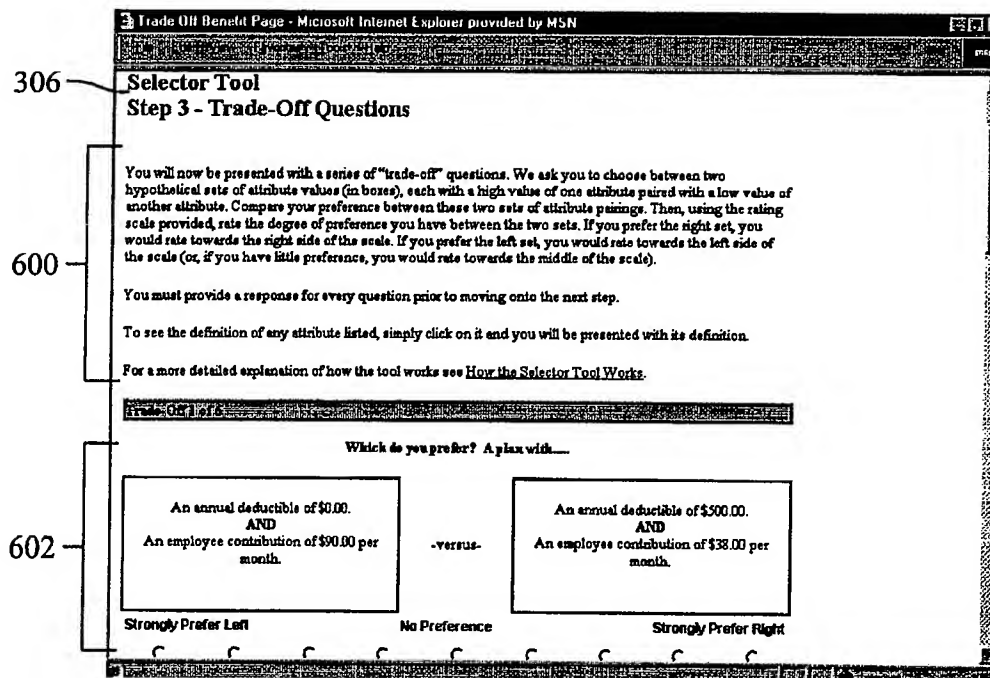 Trade Off Benefit Page - Microsoft Internet Explorer provided by MSN
306
Selector Tool
Step 3 - Trade-Off Questions
You will now be presented with a series of "trade-off" questions. We ask you to choose between two
hypothetical sets of attribute values (in boxes), each with a high value of one attribute paired with a low value of
another attribute. Compare your preference between these two sets of attribute pairings. Then, using the rating
scale provided, rate the degree of preference you have between the two sets. If you prefer the right set, you
would rate towards the right side of the scale. If you prefer the left set, you would rate towards the left side of
the scale (or, if you have little preference, you would rate towards the middle of the scale).
600
You must provide a response for every question prior to moving onto the next step.
To see the definition of any attribute listed, simply click on it and you will be presented with its definition.
For a more detailed explanation of how the tool works see How the Selector Tool Works.
Trade-Off 1 of 6
Which do you prefer? A plan with.....
602
An annual deductible of $0.00.
AND
An employee contribution of $90.00 per
month.
-versus-
An annual deductible of $500.00.
AND
An employee contribution of $38.00 per
month.
Strongly Prefer Left
No Preference
Strongly Prefer Right